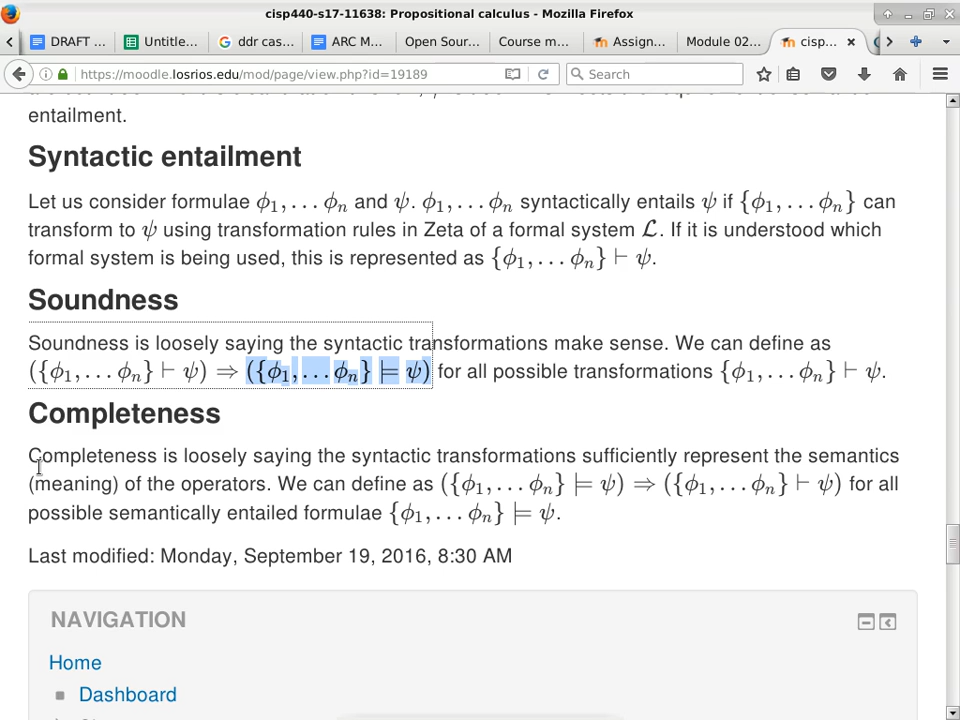 cisp440-s17-11638: Propositional calculus - Mozilla Firefox
DRAFT ... Untitle... ddr cas... ARC M... Open Sour... Course m... Assign... Module 02... cisp...
https://moodle.losrios.edu/mod/page/view.php?id=19189 Search
entailment.
Syntactic entailment
Let us consider formulae ϕ₁, … ϕₙ and ψ. ϕ₁, … ϕₙ syntactically entails ψ if {ϕ₁, … ϕₙ} can
transform to ψ using transformation rules in Zeta of a formal system ℒ. If it is understood which
formal system is being used, this is represented as {ϕ₁, … ϕₙ} ⊢ ψ.
Soundness
Soundness is loosely saying the syntactic transformations make sense. We can define as
({ϕ₁, … ϕₙ} ⊢ ψ) ⇒ ({ϕ₁, … ϕₙ} ⊨ ψ) for all possible transformations {ϕ₁, … ϕₙ} ⊢ ψ.
Completeness
Completeness is loosely saying the syntactic transformations sufficiently represent the semantics
(meaning) of the operators. We can define as ({ϕ₁, … ϕₙ} ⊨ ψ) ⇒ ({ϕ₁, … ϕₙ} ⊢ ψ) for all
possible semantically entailed formulae {ϕ₁, … ϕₙ} ⊨ ψ.
Last modified: Monday, September 19, 2016, 8:30 AM
NAVIGATION
Home
Dashboard